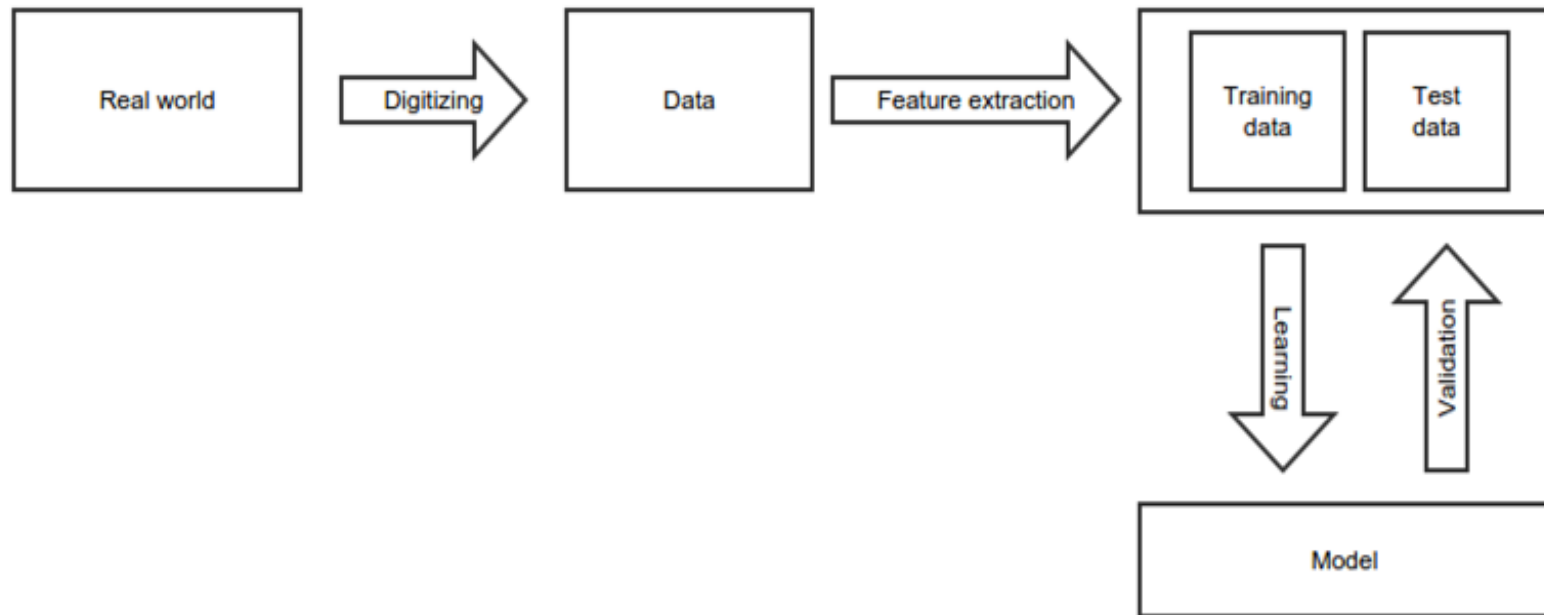 Real world
Digitizing
Data
Feature extraction
Training
data
Test
data
Learning
Validation
Model